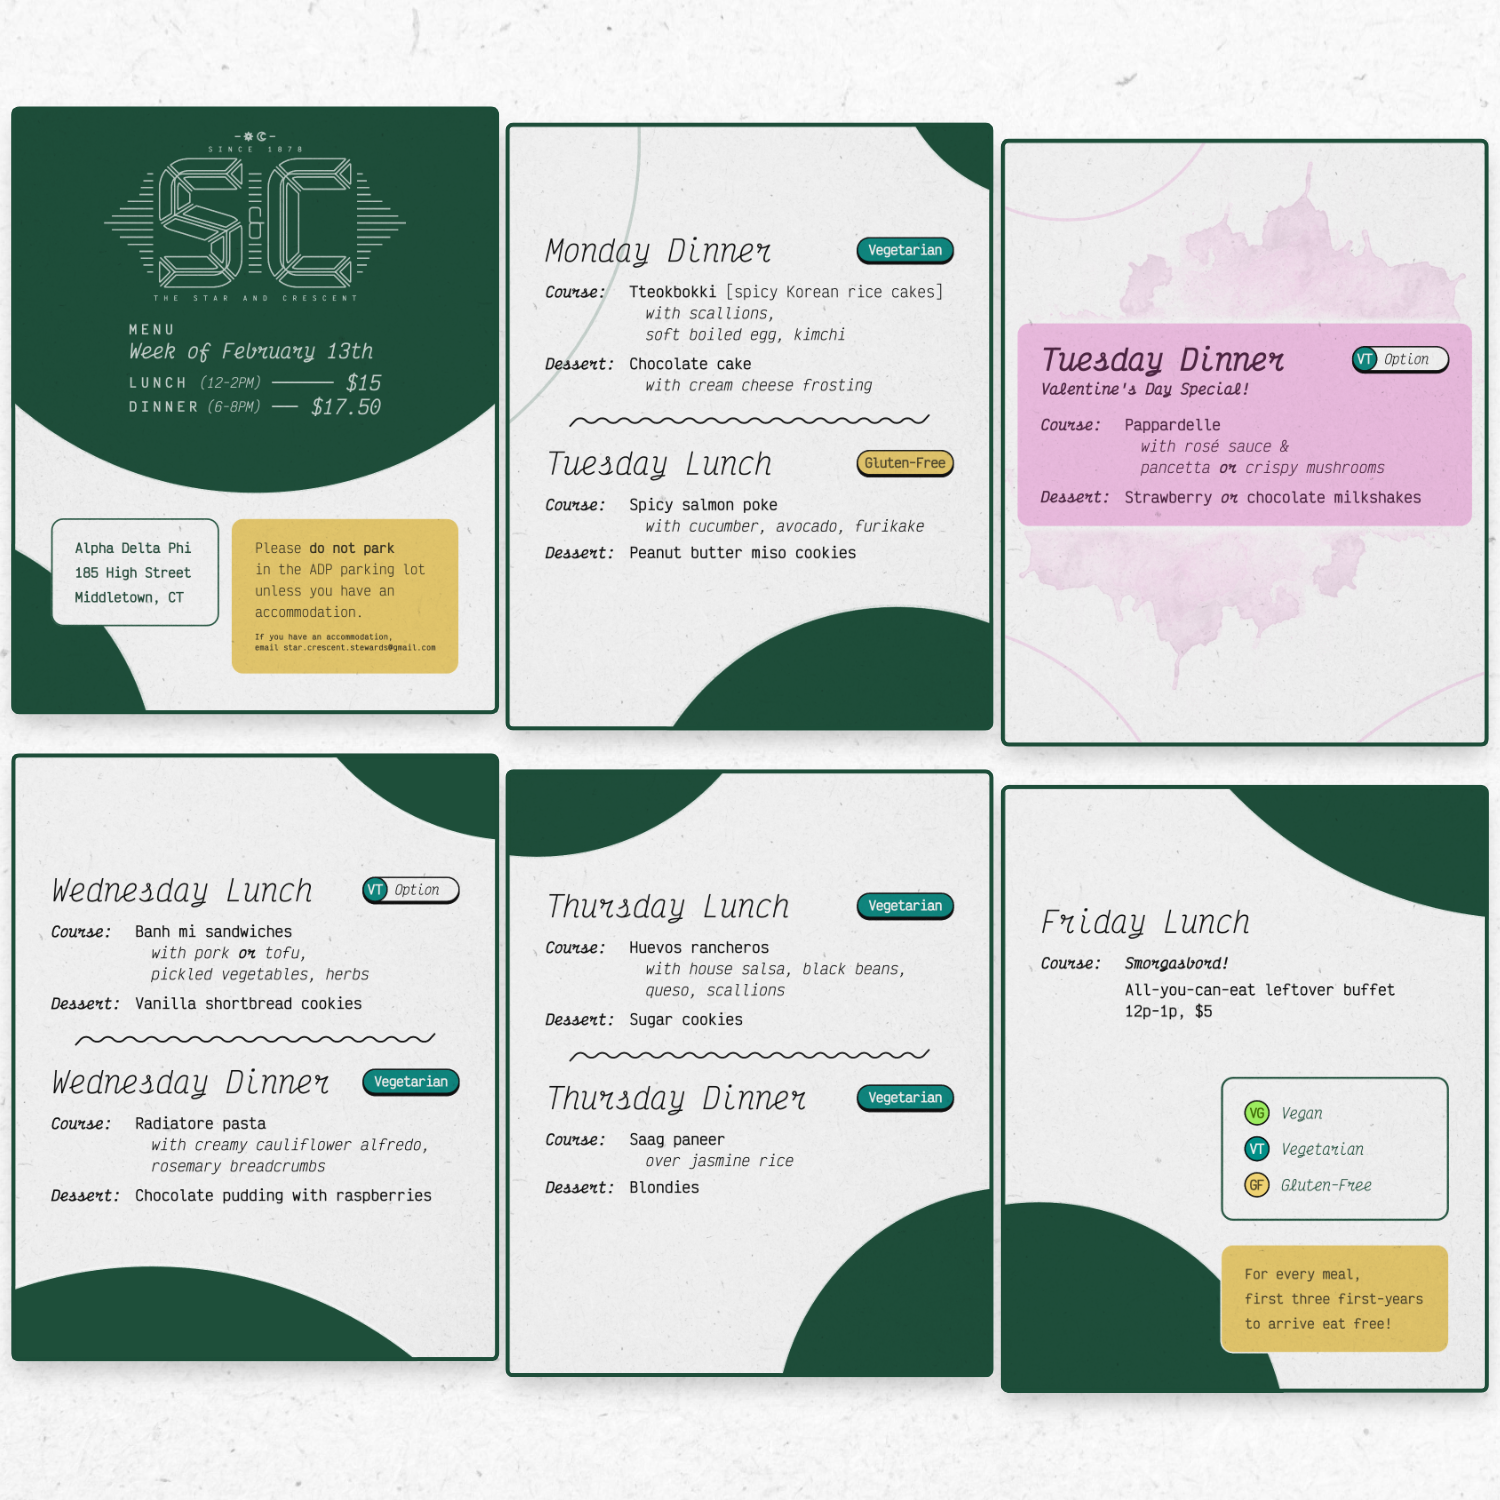 SINCE 1878
S&C
THE STAR AND CRESCENT
MENU
Week of February 13th
LUNCH (12-2PM) $15
DINNER (6-8PM) $17.50
Alpha Delta Phi
185 High Street
Middletown, CT
Please do not park
in the ADP parking lot
unless you have an
accommodation.
If you have an accommodation,
email star.crescent.stewards@gmail.com
Monday Dinner Vegetarian
Course: Tteokbokki [spicy Korean rice cakes]
with scallions,
soft boiled egg, kimchi
Dessert: Chocolate cake
with cream cheese frosting
Tuesday Lunch Gluten-Free
Course: Spicy salmon poke
with cucumber, avocado, furikake
Dessert: Peanut butter miso cookies
Tuesday Dinner VT Option
Valentine's Day Special!
Course: Pappardelle
with rosé sauce &
pancetta or crispy mushrooms
Dessert: Strawberry or chocolate milkshakes
Wednesday Lunch VT Option
Course: Banh mi sandwiches
with pork or tofu,
pickled vegetables, herbs
Dessert: Vanilla shortbread cookies
Wednesday Dinner Vegetarian
Course: Radiatore pasta
with creamy cauliflower alfredo,
rosemary breadcrumbs
Dessert: Chocolate pudding with raspberries
Thursday Lunch Vegetarian
Course: Huevos rancheros
with house salsa, black beans,
queso, scallions
Dessert: Sugar cookies
Thursday Dinner Vegetarian
Course: Saag paneer
over jasmine rice
Dessert: Blondies
Friday Lunch
Course: Smorgasbord!
All-you-can-eat leftover buffet
12p-1p, $5
VG Vegan
VT Vegetarian
GF Gluten-Free
For every meal,
first three first-years
to arrive eat free!